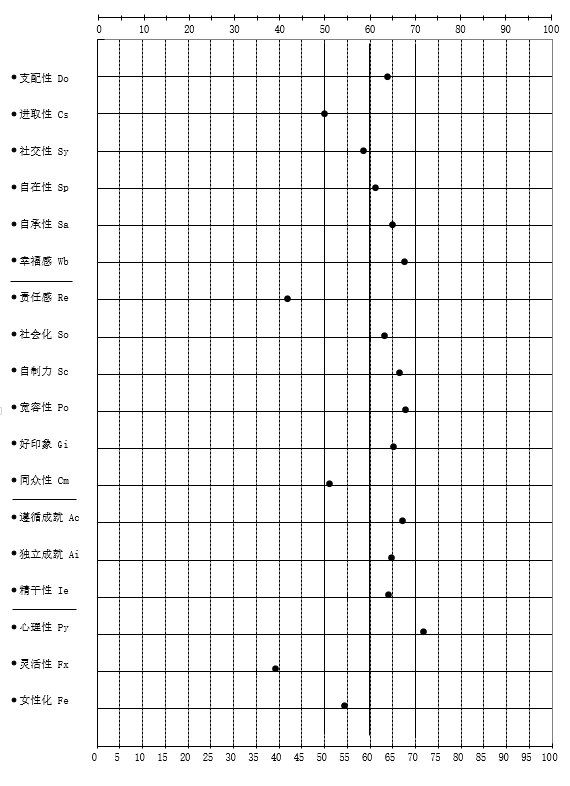 0 10 20 30 40 50 60 70 80 90 100
●支配性 Do
●进取性 Cs
●社交性 Sy
●自在性 Sp
●自承性 Sa
●幸福感 Wb
●责任感 Re
●社会化 So
●自制力 Sc
●宽容性 Po
●好印象 Gi
●同众性 Cm
●遵循成就 Ac
●独立成就 Ai
●精干性 Ie
●心理性 Py
●灵活性 Fx
●女性化 Fe
0 5 10 15 20 25 30 35 40 45 50 55 60 65 70 75 80 85 90 95 100